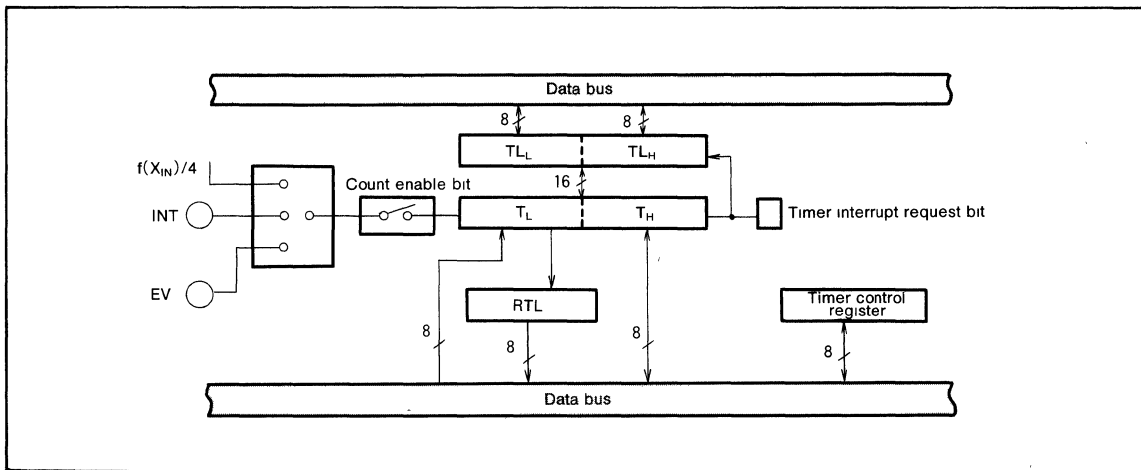 Data bus
8
8
TLL
TLH
f(XIN)/4
Count enable bit
16
INT
TL
TH
Timer interrupt request bit
EV
RTL
Timer control
register
8
8
8
8
Data bus